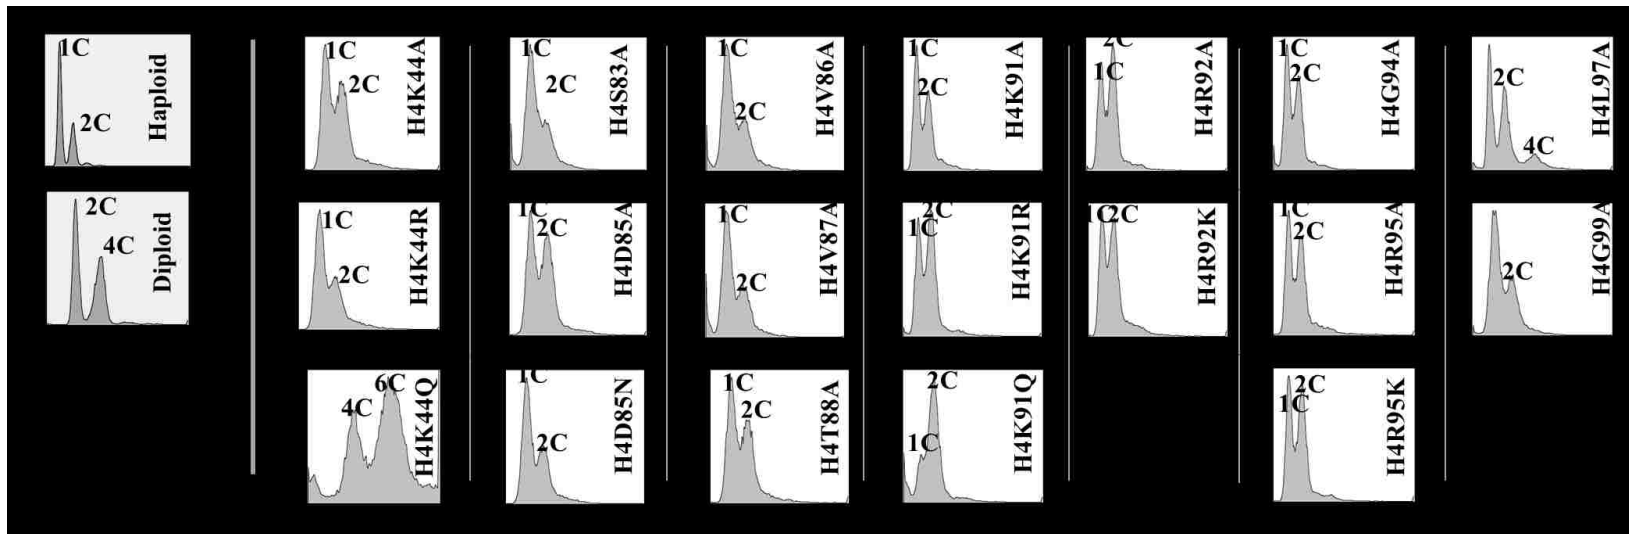 1C
2C
Haploid
2C
4C
Diploid
1C
2C
H4K44A
1C
2C
H4K44R
4C
6C
H4K44Q
1C
2C
H4S83A
1C
2C
H4D85A
1C
2C
H4D85N
1C
2C
H4V86A
1C
2C
H4V87A
1C
2C
H4T88A
1C
2C
H4K91A
1C
2C
H4K91R
1C
2C
H4K91Q
1C
2C
H4R92A
1C
2C
H4R92K
1C
2C
H4G94A
1C
2C
H4R95A
1C
2C
H4R95K
2C
4C
H4L97A
2C
H4G99A